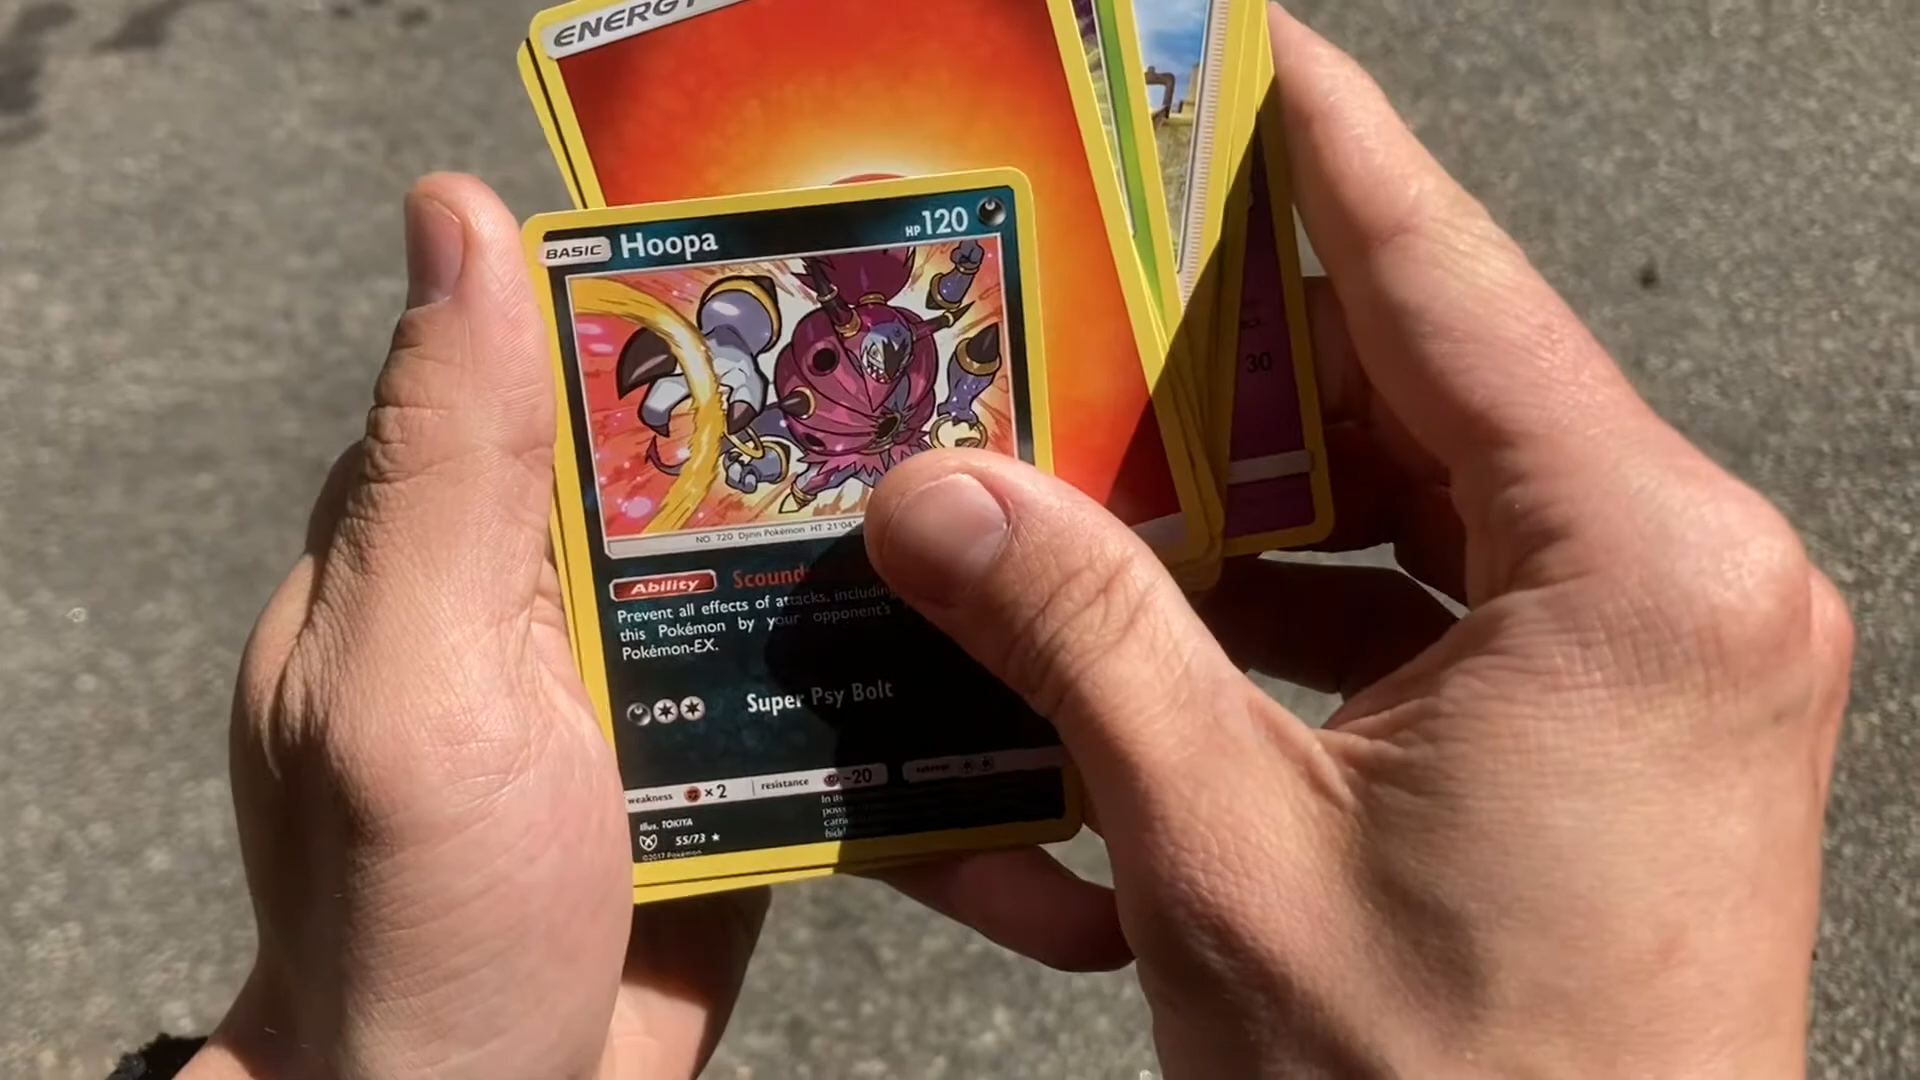 ENERGY
BASIC Hoopa HP 120
NO. 720 Djinn Pokémon HT 21'04"
Ability
Prevent all effects of attacks, including
this Pokémon by your opponent's
Pokémon-EX.
Super Psy Bolt
30
weakness ×2 resistance -20
In its
Illus. TOKIYA
55/73
©2017 Pokémon